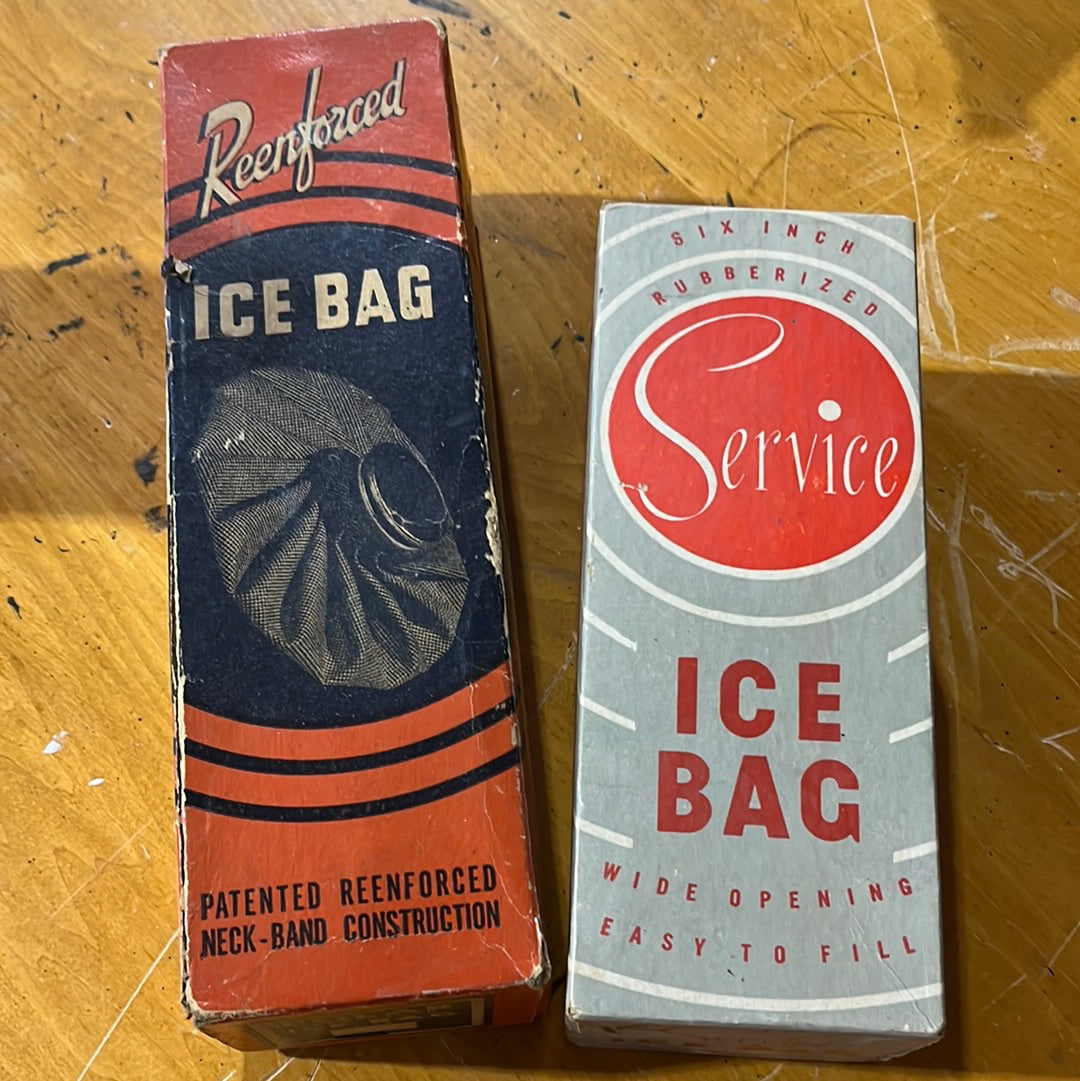 Reenforced
ICE BAG
PATENTED REENFORCED
NECK-BAND CONSTRUCTION
SIX INCH
RUBBERIZED
Service
ICE
BAG
WIDE OPENING
EASY TO FILL